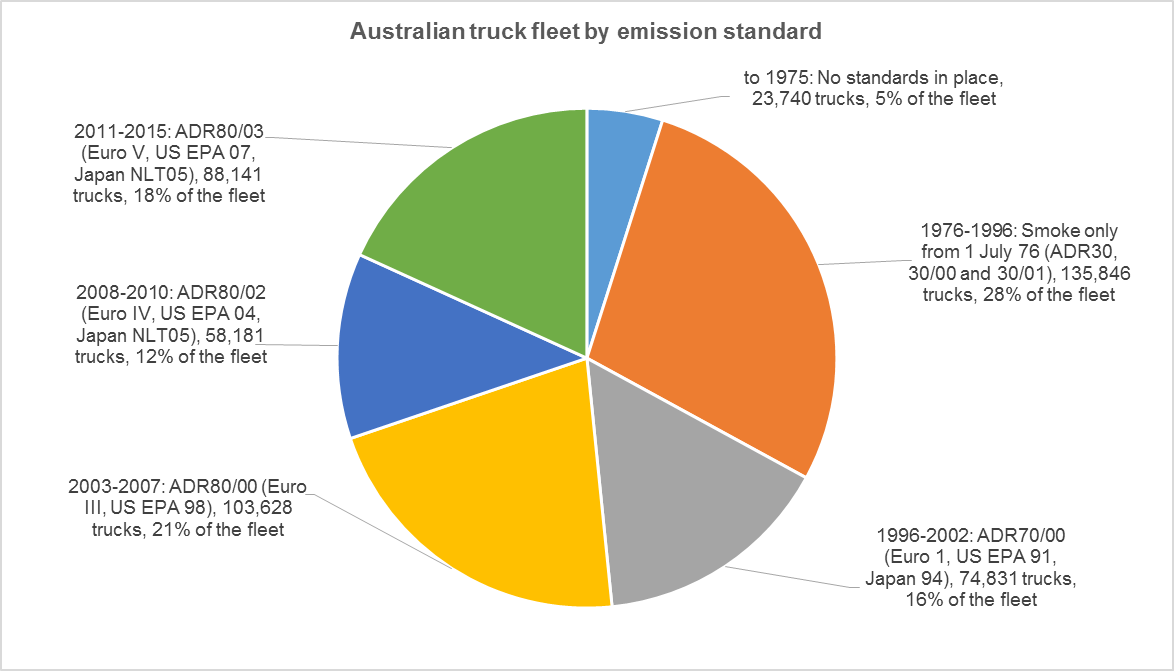 Australian truck fleet by emission standard
to 1975: No standards in place,
23,740 trucks, 5% of the fleet
1976-1996: Smoke only
from 1 July 76 (ADR30,
30/00 and 30/01), 135,846
trucks, 28% of the fleet
1996-2002: ADR70/00
(Euro 1, US EPA 91,
Japan 94), 74,831 trucks,
16% of the fleet
2003-2007: ADR80/00 (Euro
III, US EPA 98), 103,628
trucks, 21% of the fleet
2008-2010: ADR80/02
(Euro IV, US EPA 04,
Japan NLT05), 58,181
trucks, 12% of the fleet
2011-2015: ADR80/03
(Euro V, US EPA 07,
Japan NLT05), 88,141
trucks, 18% of the fleet